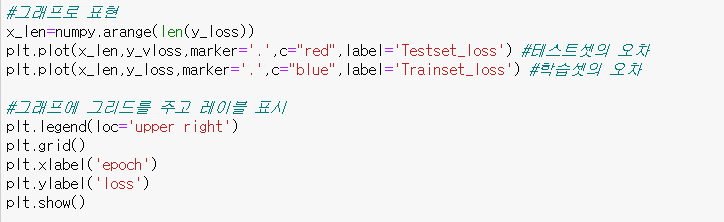 #그래프로 표현
x_len=numpy.arange(len(y_loss))
plt.plot(x_len,y_vloss,marker='.',c="red",label='Testset_loss') #테스트셋의 오차
plt.plot(x_len,y_loss,marker='.',c="blue",label='Trainset_loss') #학습셋의 오차
#그래프에 그리드를 주고 레이블 표시
plt.legend(loc='upper right')
plt.grid()
plt.xlabel('epoch')
plt.ylabel('loss')
plt.show()